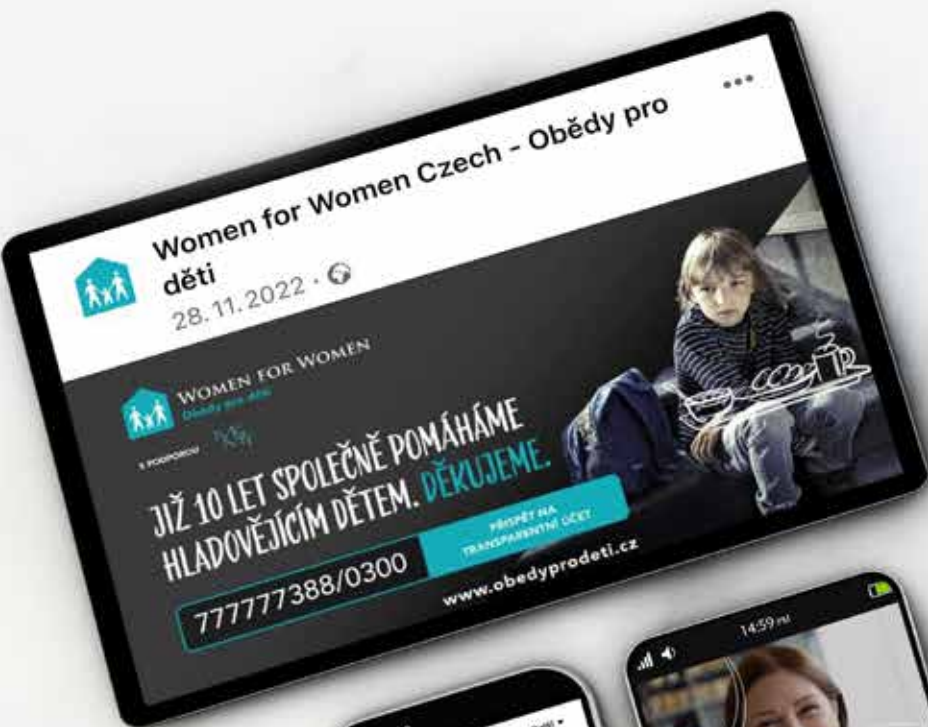 Women for Women Czech - Obědy pro
děti
28. 11. 2022 ·
WOMEN FOR WOMEN
Obědy pro děti
S PODPOROU
JIŽ 10 LET SPOLEČNĚ POMÁHÁME
HLADOVĚJÍCÍM DĚTEM. DĚKUJEME.
777777388/0300
PŘISPĚT NA
TRANSPARENTNÍ ÚČET
www.obedyprodeti.cz
14:59